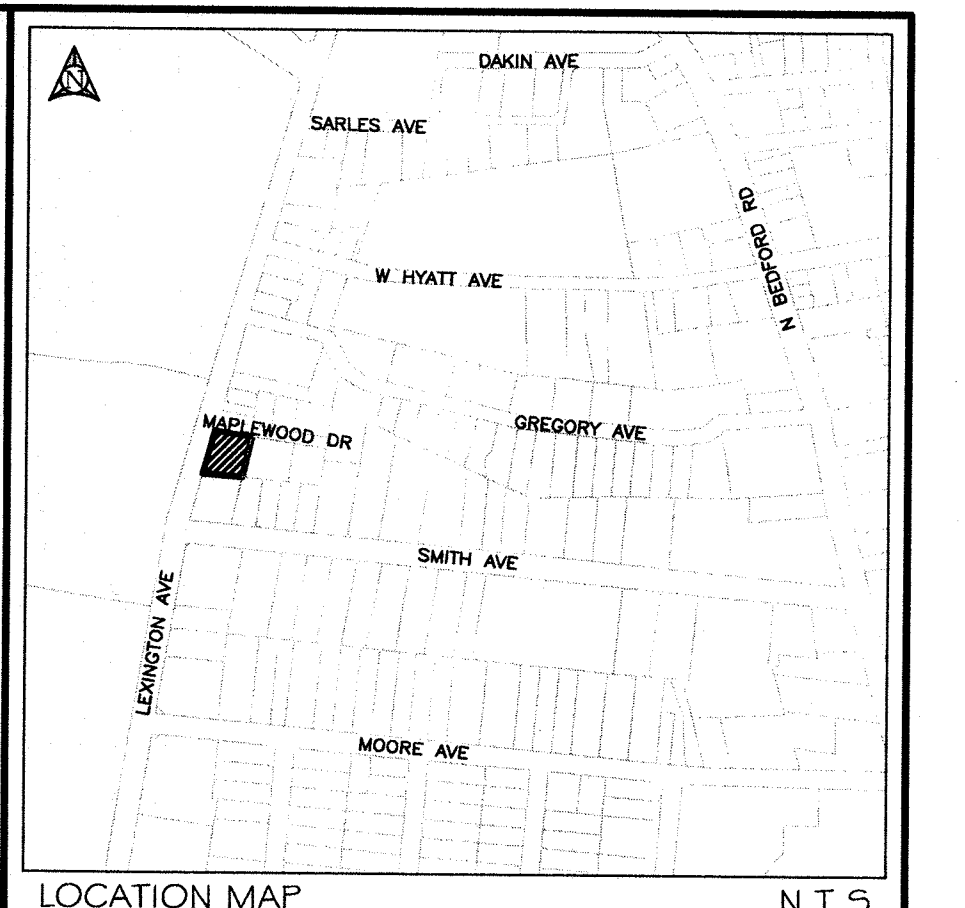 N
DAKIN AVE
SARLES AVE
N BEDFORD RD
W HYATT AVE
MAPLEWOOD DR
GREGORY AVE
SMITH AVE
LEXINGTON AVE
MOORE AVE
LOCATION MAP N.T.S.